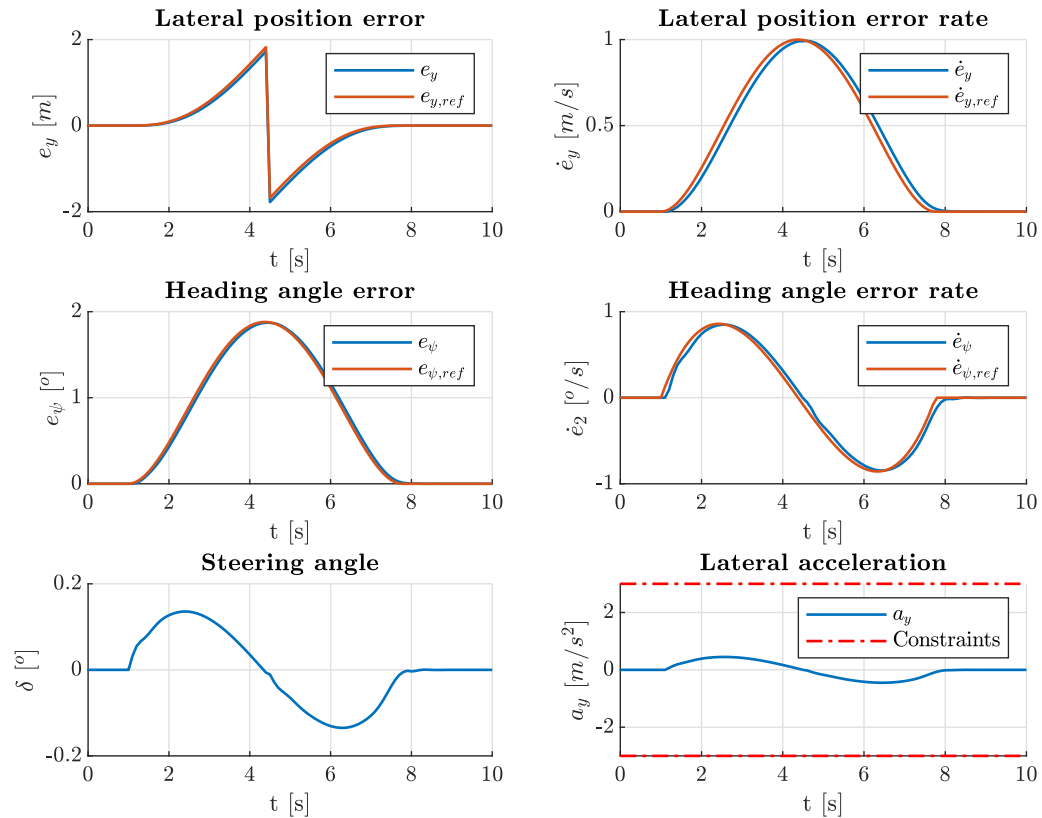 Lateral position error
2
0
-2
e_y [m]
e_y
e_{y,ref}
0 2 4 6 8 10
t [s]
Lateral position error rate
1
0.5
0
ė_y [m/s]
ė_y
ė_{y,ref}
0 2 4 6 8 10
t [s]
Heading angle error
2
1
0
e_ψ [°]
e_ψ
e_{ψ,ref}
0 2 4 6 8 10
t [s]
Heading angle error rate
1
0
-1
ė_2 [°/s]
ė_ψ
ė_{ψ,ref}
0 2 4 6 8 10
t [s]
Steering angle
0.2
0
-0.2
δ [°]
0 2 4 6 8 10
t [s]
Lateral acceleration
2
0
-2
a_y [m/s²]
a_y
Constraints
0 2 4 6 8 10
t [s]